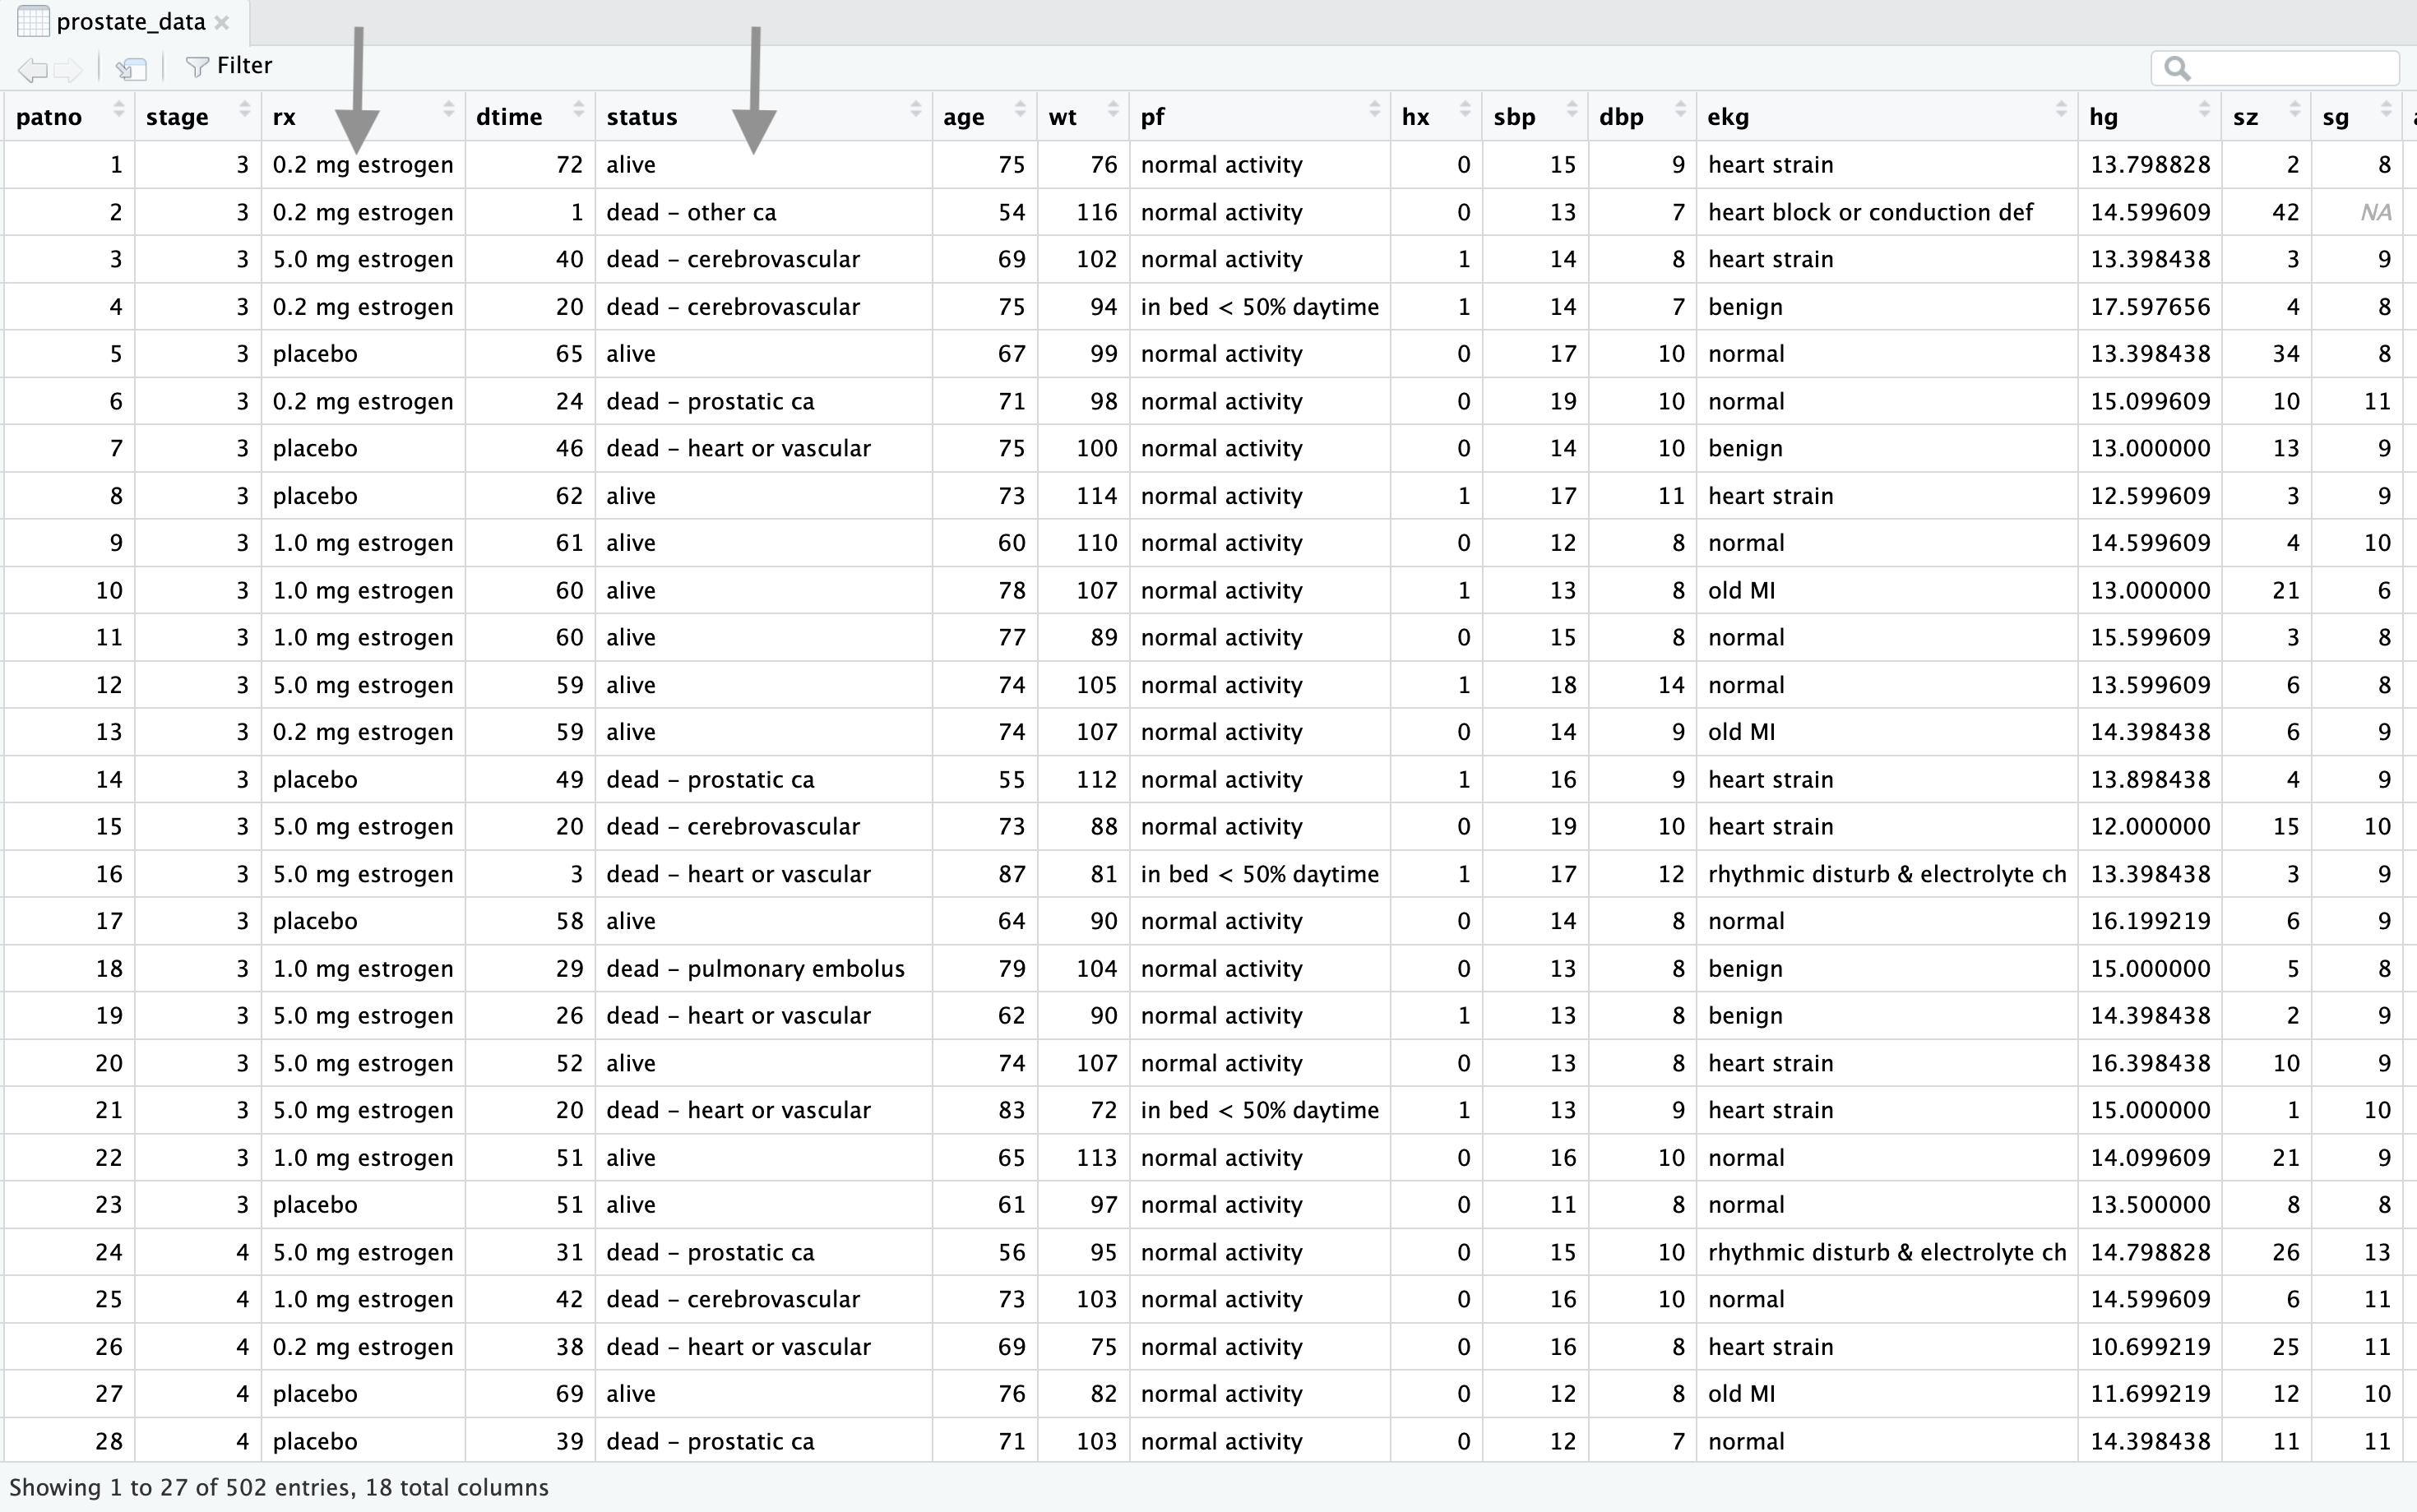 prostate_data
Filter
patno stage rx dtime status age wt pf hx sbp dbp ekg hg sz sg
1 3 0.2 mg estrogen 72 alive 75 76 normal activity 0 15 9 heart strain 13.798828 2 8
2 3 0.2 mg estrogen 1 dead - other ca 54 116 normal activity 0 13 7 heart block or conduction def 14.599609 42 NA
3 3 5.0 mg estrogen 40 dead - cerebrovascular 69 102 normal activity 1 14 8 heart strain 13.398438 3 9
4 3 0.2 mg estrogen 20 dead - cerebrovascular 75 94 in bed < 50% daytime 1 14 7 benign 17.597656 4 8
5 3 placebo 65 alive 67 99 normal activity 0 17 10 normal 13.398438 34 8
6 3 0.2 mg estrogen 24 dead - prostatic ca 71 98 normal activity 0 19 10 normal 15.099609 10 11
7 3 placebo 46 dead - heart or vascular 75 100 normal activity 0 14 10 benign 13.000000 13 9
8 3 placebo 62 alive 73 114 normal activity 1 17 11 heart strain 12.599609 3 9
9 3 1.0 mg estrogen 61 alive 60 110 normal activity 0 12 8 normal 14.599609 4 10
10 3 1.0 mg estrogen 60 alive 78 107 normal activity 1 13 8 old MI 13.000000 21 6
11 3 1.0 mg estrogen 60 alive 77 89 normal activity 0 15 8 normal 15.599609 3 8
12 3 5.0 mg estrogen 59 alive 74 105 normal activity 1 18 14 normal 13.599609 6 8
13 3 0.2 mg estrogen 59 alive 74 107 normal activity 0 14 9 old MI 14.398438 6 9
14 3 placebo 49 dead - prostatic ca 55 112 normal activity 1 16 9 heart strain 13.898438 4 9
15 3 5.0 mg estrogen 20 dead - cerebrovascular 73 88 normal activity 0 19 10 heart strain 12.000000 15 10
16 3 5.0 mg estrogen 3 dead - heart or vascular 87 81 in bed < 50% daytime 1 17 12 rhythmic disturb & electrolyte ch 13.398438 3 9
17 3 placebo 58 alive 64 90 normal activity 0 14 8 normal 16.199219 6 9
18 3 1.0 mg estrogen 29 dead - pulmonary embolus 79 104 normal activity 0 13 8 benign 15.000000 5 8
19 3 5.0 mg estrogen 26 dead - heart or vascular 62 90 normal activity 1 13 8 benign 14.398438 2 9
20 3 5.0 mg estrogen 52 alive 74 107 normal activity 0 13 8 heart strain 16.398438 10 9
21 3 5.0 mg estrogen 20 dead - heart or vascular 83 72 in bed < 50% daytime 1 13 9 heart strain 15.000000 1 10
22 3 1.0 mg estrogen 51 alive 65 113 normal activity 0 16 10 normal 14.099609 21 9
23 3 placebo 51 alive 61 97 normal activity 0 11 8 normal 13.500000 8 8
24 4 5.0 mg estrogen 31 dead - prostatic ca 56 95 normal activity 0 15 10 rhythmic disturb & electrolyte ch 14.798828 26 13
25 4 1.0 mg estrogen 42 dead - cerebrovascular 73 103 normal activity 0 16 10 normal 14.599609 6 11
26 4 0.2 mg estrogen 38 dead - heart or vascular 69 75 normal activity 0 16 8 heart strain 10.699219 25 11
27 4 placebo 69 alive 76 82 normal activity 0 12 8 old MI 11.699219 12 10
28 4 placebo 39 dead - prostatic ca 71 103 normal activity 0 12 7 normal 14.398438 11 11
Showing 1 to 27 of 502 entries, 18 total columns